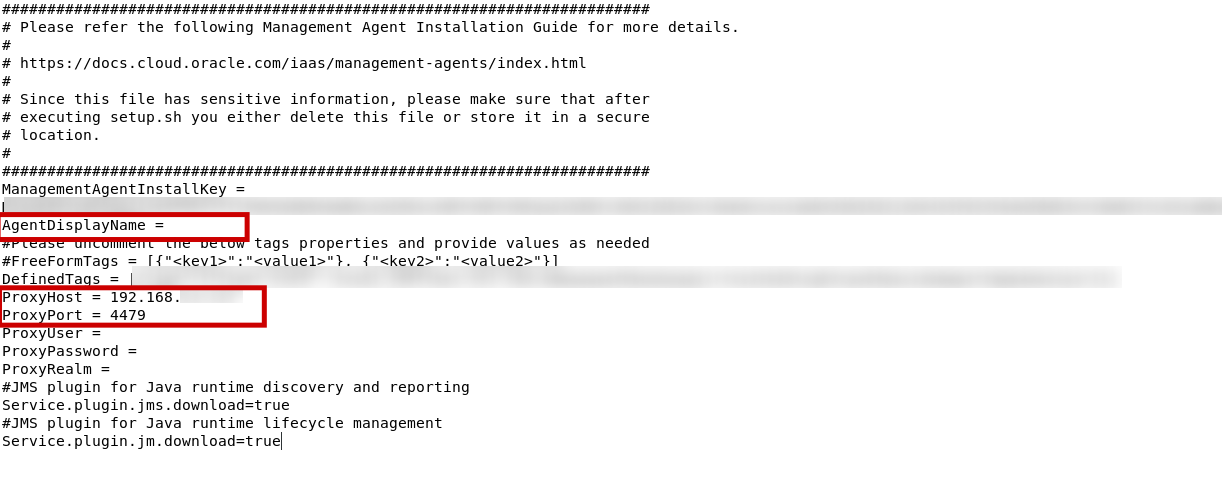 ########################################################################
# Please refer the following Management Agent Installation Guide for more details.
#
# https://docs.cloud.oracle.com/iaas/management-agents/index.html
#
# Since this file has sensitive information, please make sure that after
# executing setup.sh you either delete this file or store it in a secure
# location.
#
########################################################################
ManagementAgentInstallKey =
AgentDisplayName =
#Please uncomment the below tags properties and provide values as needed
#FreeFormTags = [{"<key1>":"<value1>"}, {"<key2>":"<value2>"}]
DefinedTags = [
ProxyHost = 192.168.
ProxyPort = 4479
ProxyUser =
ProxyPassword =
ProxyRealm =
#JMS plugin for Java runtime discovery and reporting
Service.plugin.jms.download=true
#JMS plugin for Java runtime lifecycle management
Service.plugin.jm.download=true